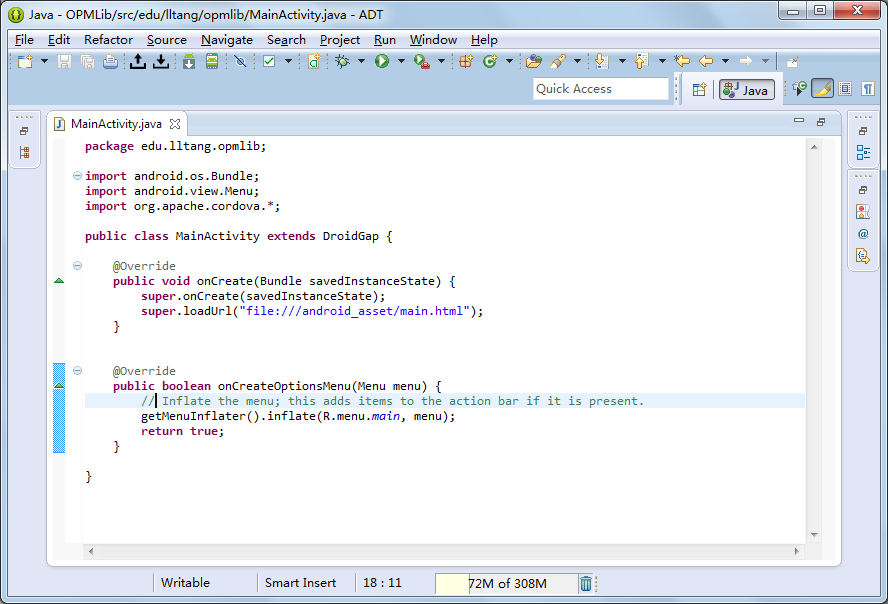 Java - OPMLib/src/edu/lltang/opmlib/MainActivity.java - ADT
File Edit Refactor Source Navigate Search Project Run Window Help
Quick Access
Java
MainActivity.java
package edu.lltang.opmlib;
import android.os.Bundle;
import android.view.Menu;
import org.apache.cordova.*;
public class MainActivity extends DroidGap {
@Override
public void onCreate(Bundle savedInstanceState) {
super.onCreate(savedInstanceState);
super.loadUrl("file:///android_asset/main.html");
}
@Override
public boolean onCreateOptionsMenu(Menu menu) {
// Inflate the menu; this adds items to the action bar if it is present.
getMenuInflater().inflate(R.menu.main, menu);
return true;
}
}
Writable Smart Insert 18 : 11 72M of 308M